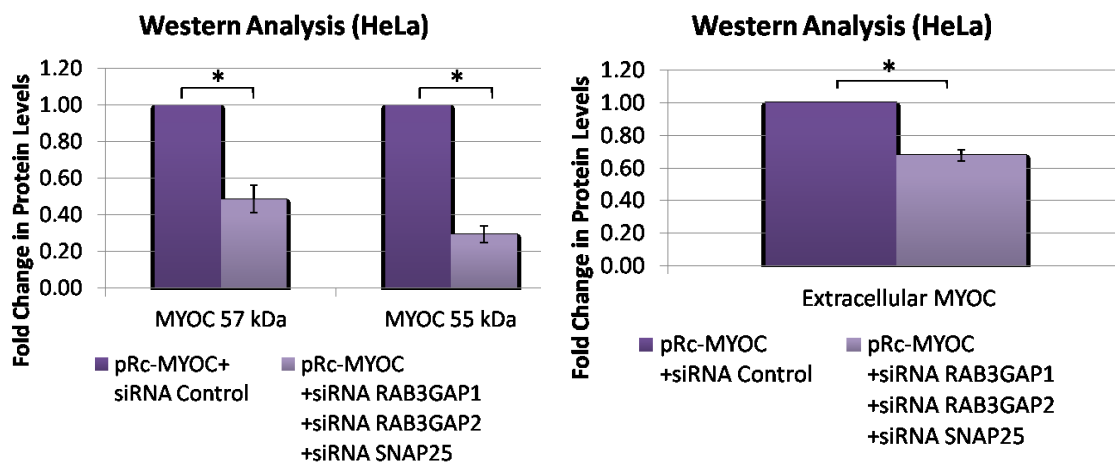 Western Analysis (HeLa)
Fold Change in Protein Levels
1.20
1.00
0.80
0.60
0.40
0.20
0.00
*
*
MYOC 57 kDa
MYOC 55 kDa
pRc-MYOC+
siRNA Control
pRc-MYOC
+siRNA RAB3GAP1
+siRNA RAB3GAP2
+siRNA SNAP25
Western Analysis (HeLa)
Fold Change in Protein Levels
1.20
1.00
0.80
0.60
0.40
0.20
0.00
*
Extracellular MYOC
pRc-MYOC
+siRNA Control
pRc-MYOC
+siRNA RAB3GAP1
+siRNA RAB3GAP2
+siRNA SNAP25